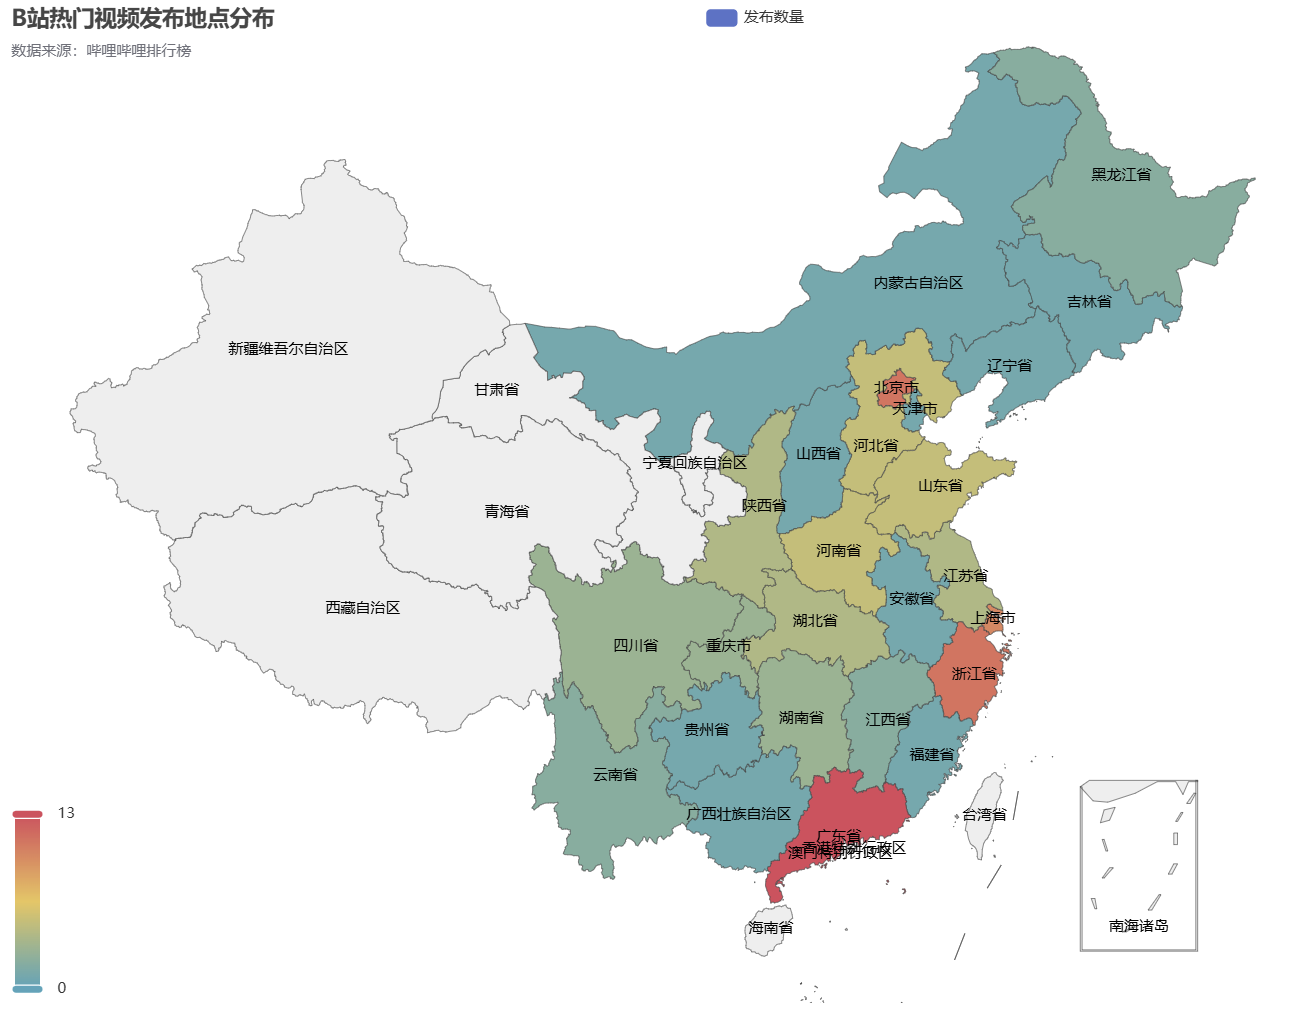 B站热门视频发布地点分布
发布数量
数据来源：哔哩哔哩排行榜
黑龙江省
内蒙古自治区
吉林省
新疆维吾尔自治区
辽宁省
甘肃省
北京市
天津市
河北省
山西省
宁夏回族自治区
山东省
陕西省
青海省
河南省
江苏省
安徽省
西藏自治区
上海市
湖北省
四川省
重庆市
浙江省
湖南省
江西省
贵州省
福建省
云南省
广西壮族自治区
台湾省
13
广东省
香港特别行政区
澳门特别行政区
海南省
南海诸岛
0